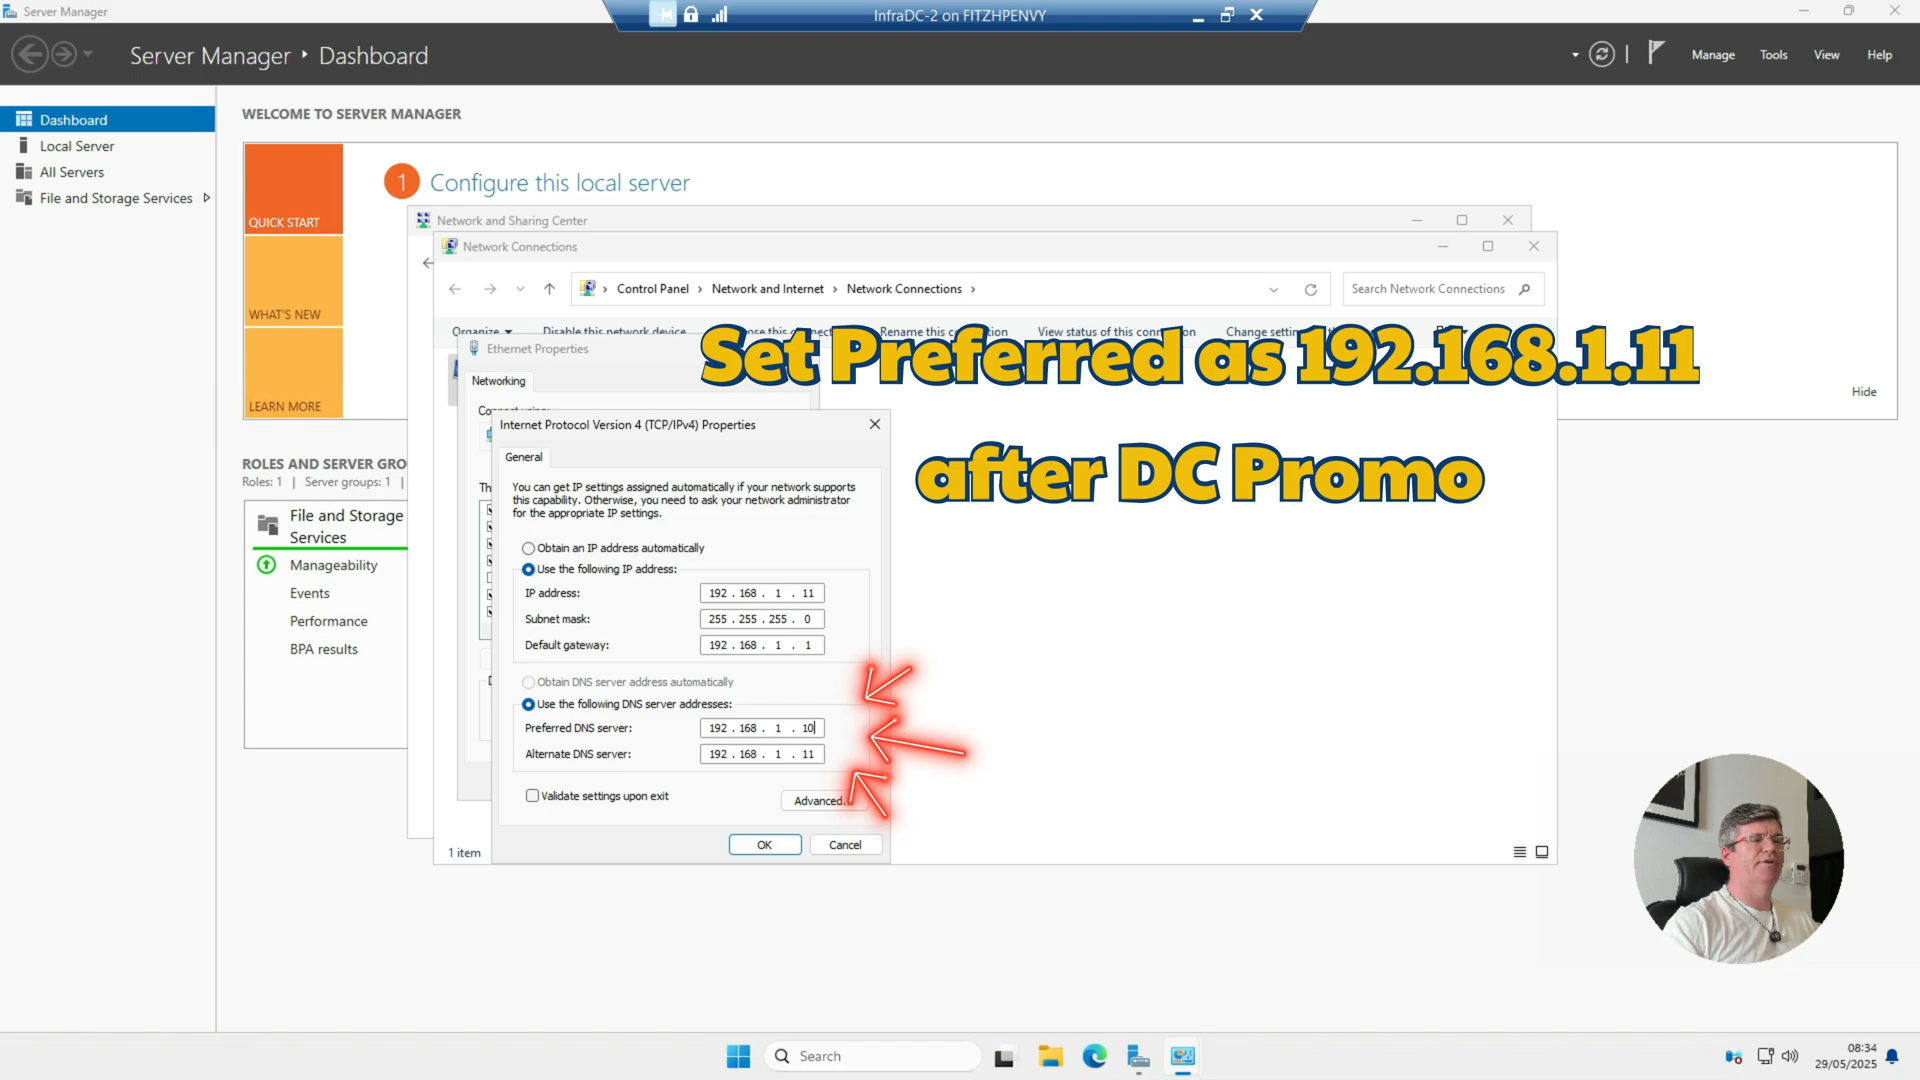 Server Manager
InfraDC-2 on FITZHPENVY
Server Manager ‣ Dashboard
Manage Tools View Help
Dashboard
Local Server
All Servers
File and Storage Services
WELCOME TO SERVER MANAGER
QUICK START
WHAT'S NEW
LEARN MORE
1 Configure this local server
Hide
ROLES AND SERVER GRO
Roles: 1 | Server groups: 1 |
File and Storage
Services
Manageability
Events
Performance
BPA results
Network and Sharing Center
Network Connections
Control Panel › Network and Internet › Network Connections ›
Search Network Connections
Organize Disable this network device Rename this connection View status of this connection
Set Preferred as 192.168.1.11
after DC Promo
Ethernet Properties
Networking
Internet Protocol Version 4 (TCP/IPv4) Properties
General
You can get IP settings assigned automatically if your network supports
this capability. Otherwise, you need to ask your network administrator
for the appropriate IP settings.
Obtain an IP address automatically
Use the following IP address:
IP address: 192 . 168 . 1 . 11
Subnet mask: 255 . 255 . 255 . 0
Default gateway: 192 . 168 . 1 . 1
Obtain DNS server address automatically
Use the following DNS server addresses:
Preferred DNS server: 192 . 168 . 1 . 10
Alternate DNS server: 192 . 168 . 1 . 11
Validate settings upon exit
Advanced
OK Cancel
1 item
Search
08:34
29/05/2025